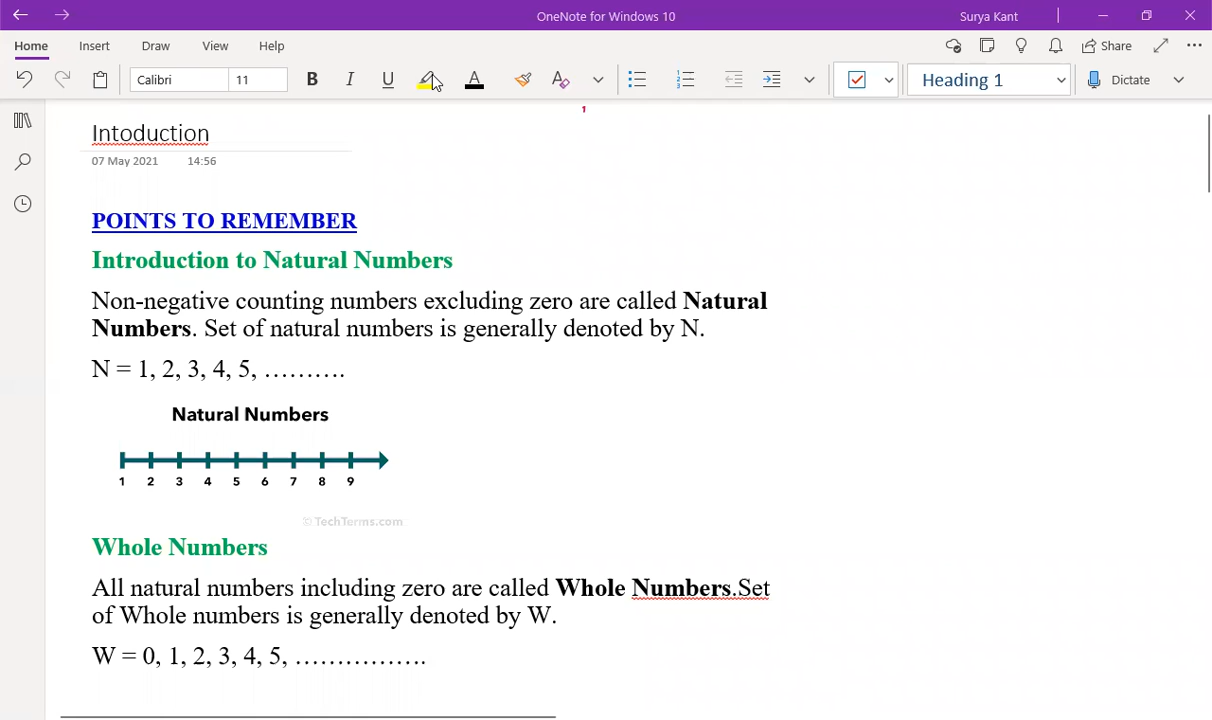 OneNote for Windows 10
Surya Kant
Home Insert Draw View Help
Share
Calibri 11 B I U A A Heading 1 Dictate
1
Intoduction
07 May 2021 14:56
POINTS TO REMEMBER
Introduction to Natural Numbers
Non-negative counting numbers excluding zero are called Natural
Numbers. Set of natural numbers is generally denoted by N.
N = 1, 2, 3, 4, 5, ……….
Natural Numbers
1 2 3 4 5 6 7 8 9
© TechTerms.com
Whole Numbers
All natural numbers including zero are called Whole Numbers.Set
of Whole numbers is generally denoted by W.
W = 0, 1, 2, 3, 4, 5, …………….